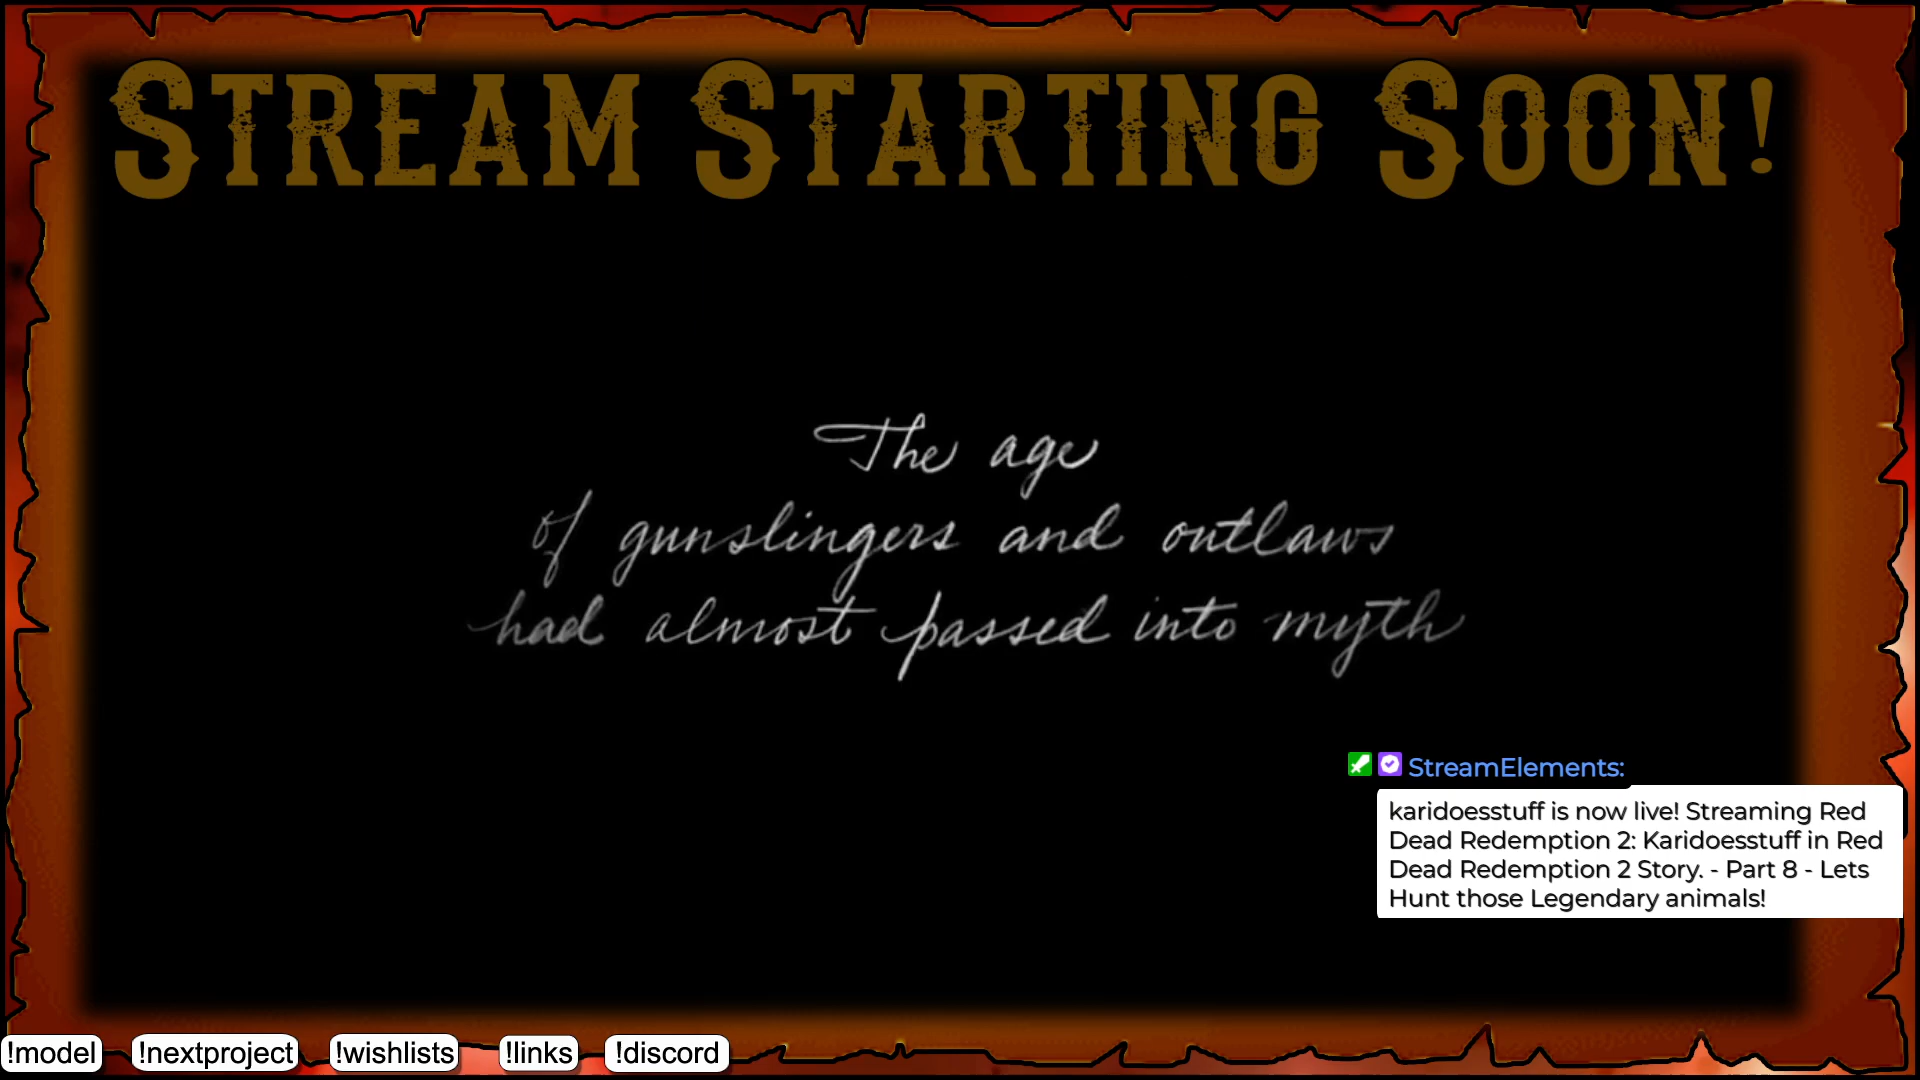 Stream Starting Soon!
The age
of gunslingers and outlaws
had almost passed into myth
StreamElements:
karidoesstuff is now live! Streaming Red
Dead Redemption 2: Karidoesstuff in Red
Dead Redemption 2 Story. - Part 8 - Lets
Hunt those Legendary animals!
!model !nextproject !wishlists !links !discord